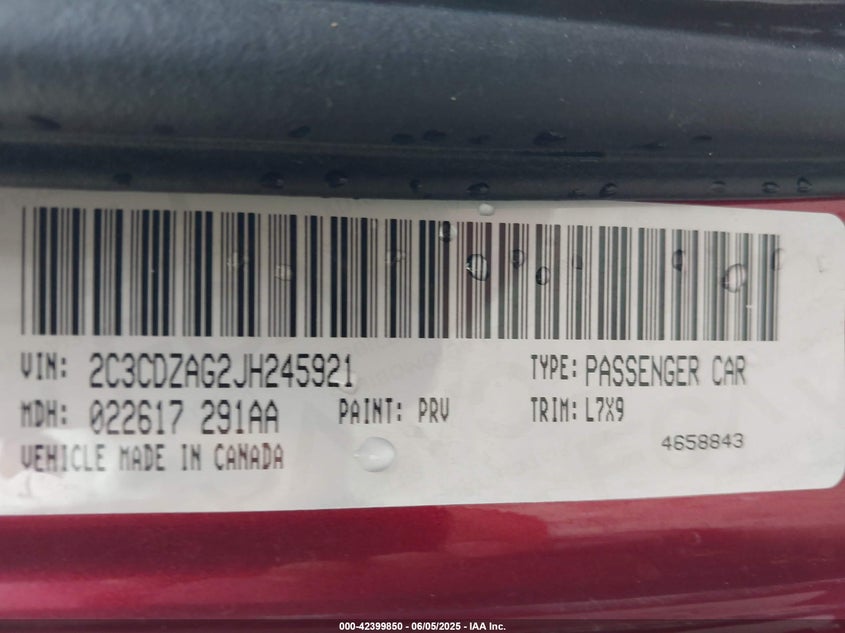 VIN: 2C3CDZAG2JH245921 TYPE: PASSENGER CAR
MDH: 022617 291AA PAINT: PRV TRIM: L7X9
VEHICLE MADE IN CANADA 4658843
000-42399850 - 06/05/2025 - IAA Inc.